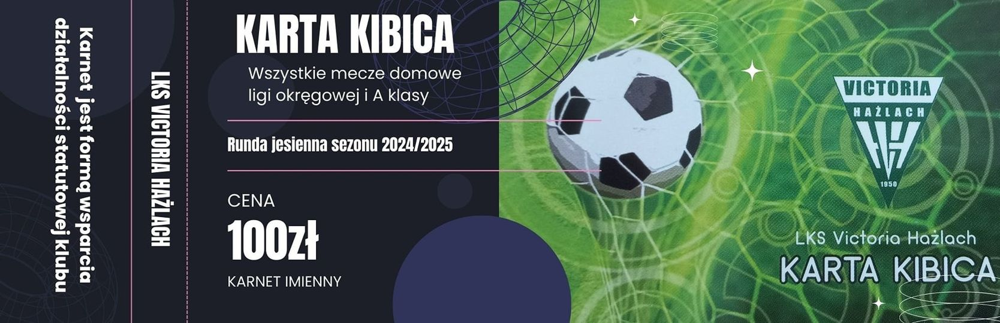 Karnet jest formą wsparcia
działalności statutowej klubu
LKS VICTORIA HAŻLACH
KARTA KIBICA
Wszystkie mecze domowe
ligi okręgowej i A klasy
Runda jesienna sezonu 2024/2025
CENA
100zł
KARNET IMIENNY
VICTORIA
HAŻLACH
1950
LKS Victoria Hażlach
KARTA KIBICA